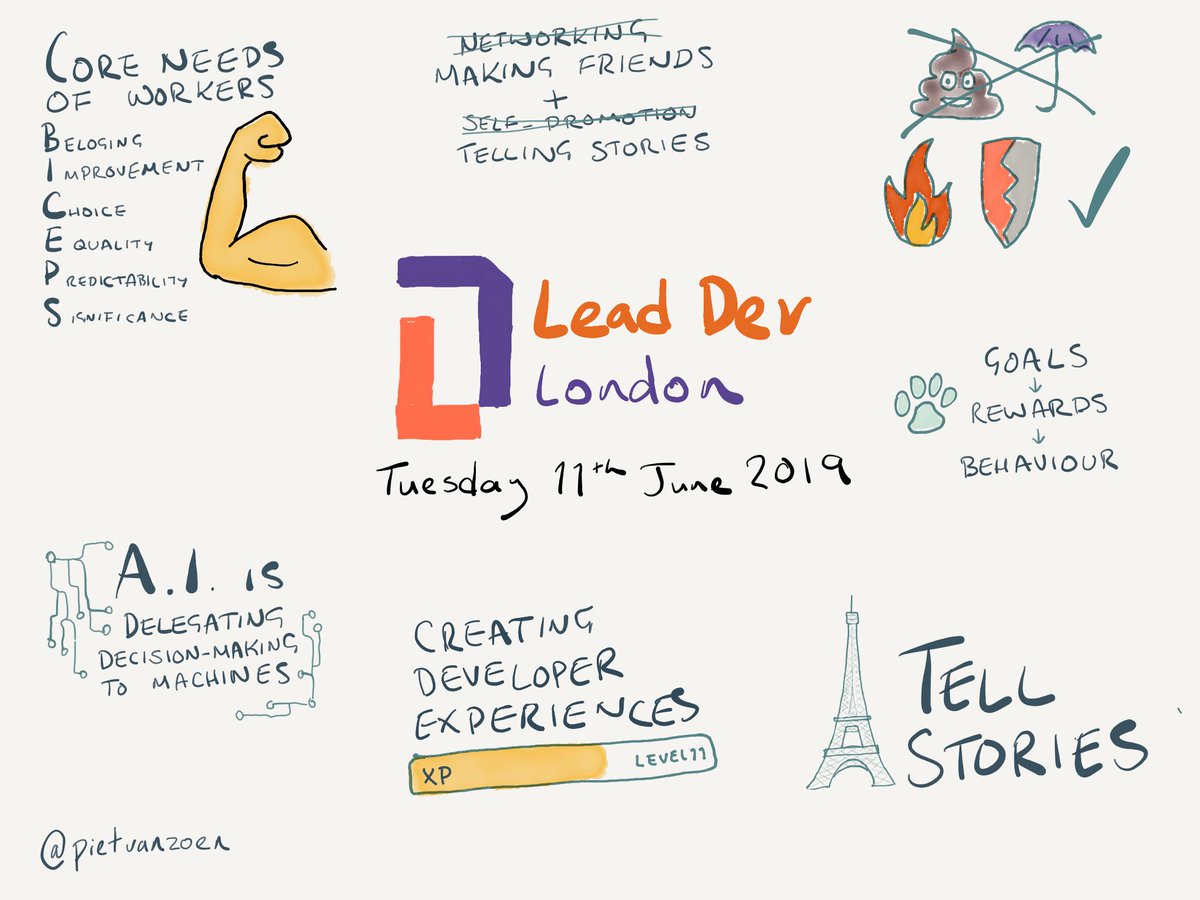 CORE NEEDS
OF WORKERS
BELOGING
IMPROVEMENT
CHOICE
EQUALITY
PREDICTABILITY
SIGNIFICANCE
NETWORKING
MAKING FRIENDS
+
SELF-PROMOTION
TELLING STORIES
Lead Dev
London
Tuesday 11th June 2019
GOALS
↓
REWARDS
↓
BEHAVIOUR
A.I. IS
DELEGATING
DECISION-MAKING
TO MACHINES
CREATING
DEVELOPER
EXPERIENCES
XP LEVEL 11
TELL
STORIES
@pietvanzoen